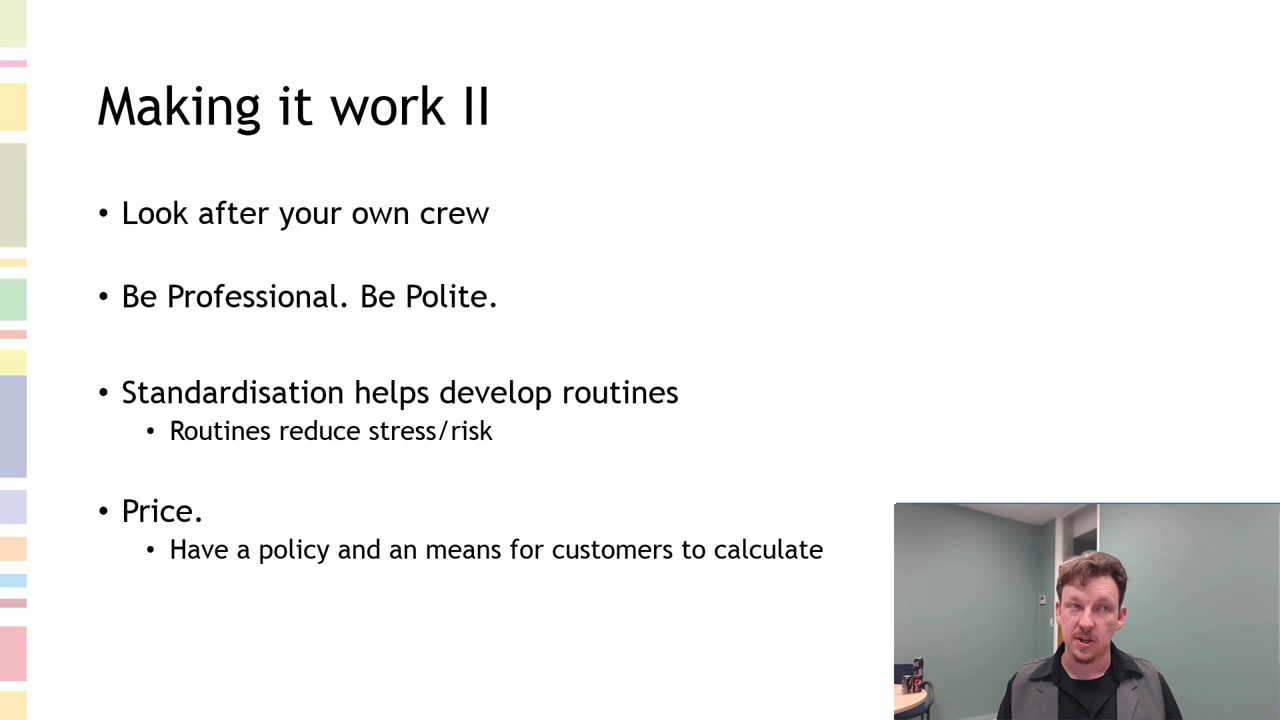 Making it work II
• Look after your own crew
• Be Professional. Be Polite.
• Standardisation helps develop routines
• Routines reduce stress/risk
• Price.
• Have a policy and an means for customers to calculate